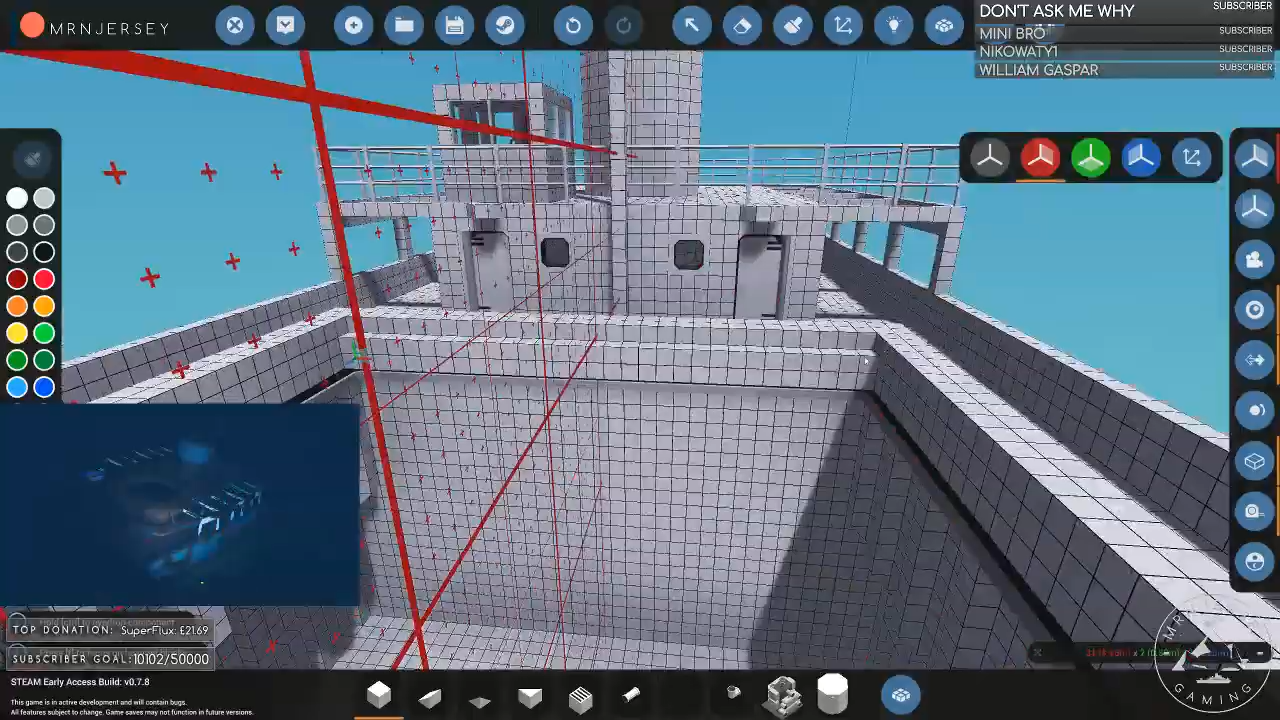 MRNJERSEY
DON'T ASK ME WHY SUBSCRIBER
MINI BRO SUBSCRIBER
NIKOWATY1 SUBSCRIBER
WILLIAM GASPAR SUBSCRIBER
TOP DONATION: SuperFlux: £21.69
SUBSCRIBER GOAL: 10102/50000
STEAM Early Access Build: v0.7.8
This game is in active development and will contain bugs.
All features subject to change. Game saves may not function in future versions.
GAMING